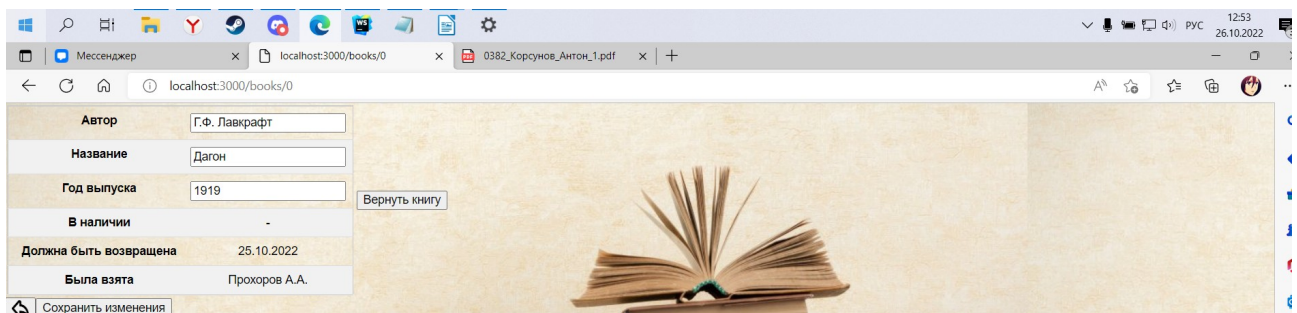 12:53
РУС
26.10.2022
Мессенджер
localhost:3000/books/0
0382_Корсунов_Антон_1.pdf
localhost:3000/books/0
Автор Г.Ф. Лавкрафт
Название Дагон
Год выпуска 1919
Вернуть книгу
В наличии -
Должна быть возвращена 25.10.2022
Была взята Прохоров А.А.
Сохранить изменения